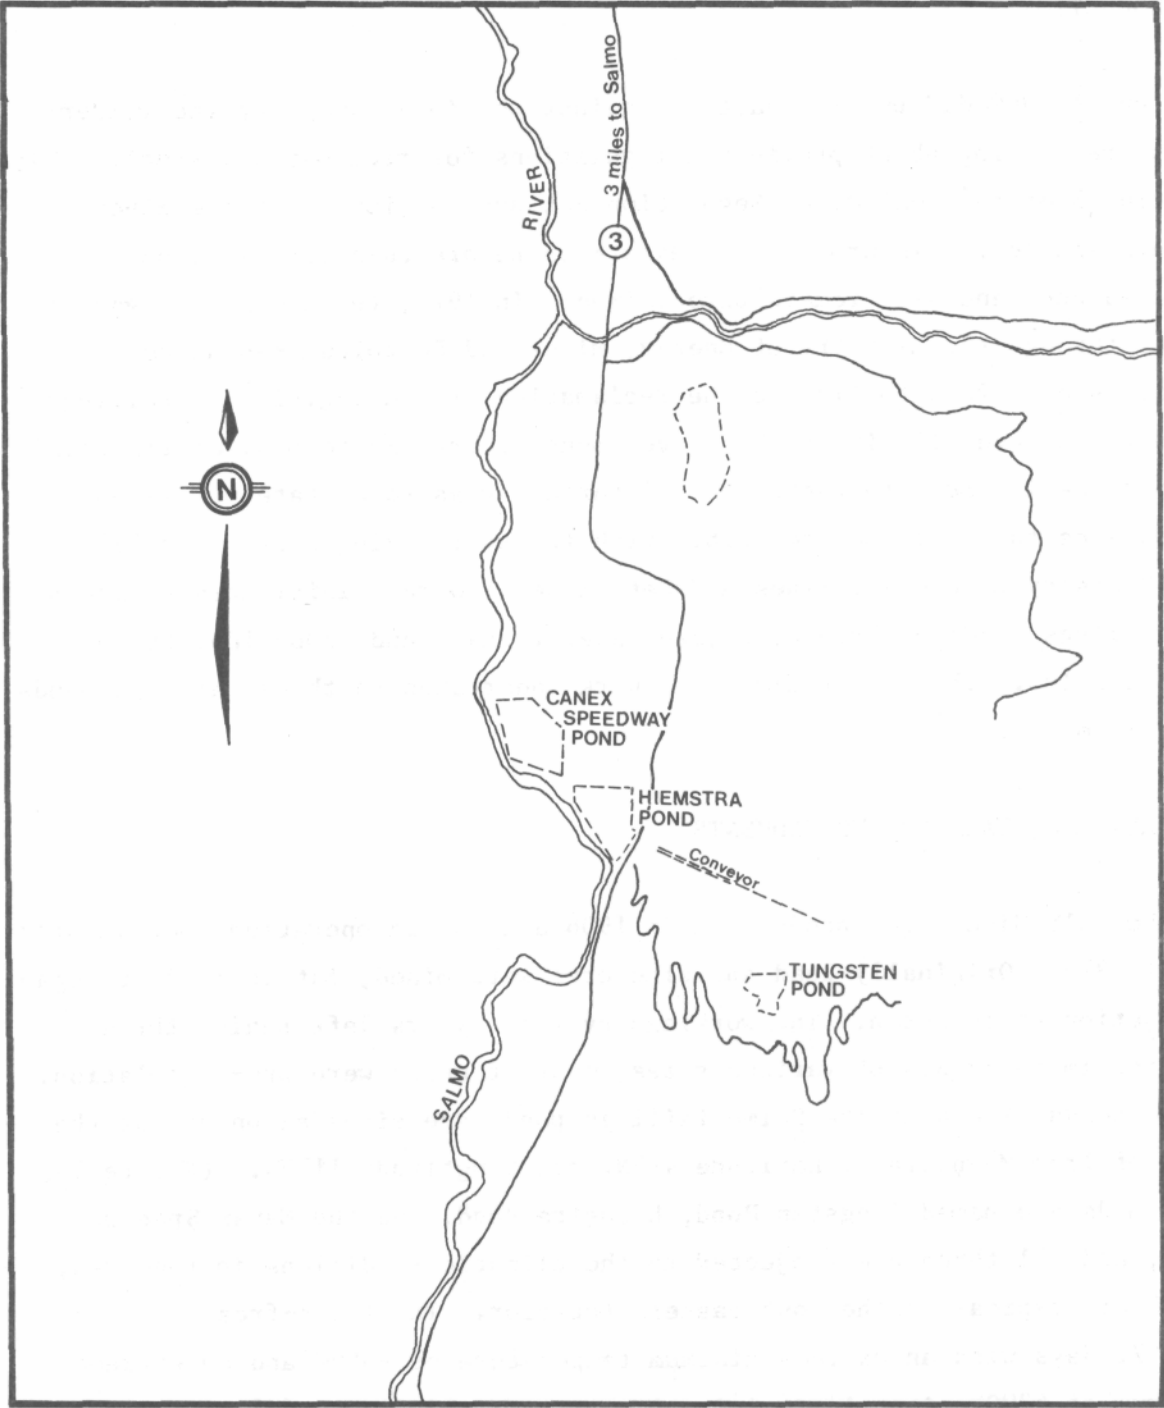 3 miles to Salmo
RIVER
3
N
CANEX
SPEEDWAY
POND
HIEMSTRA
POND
Conveyor
TUNGSTEN
POND
SALMO